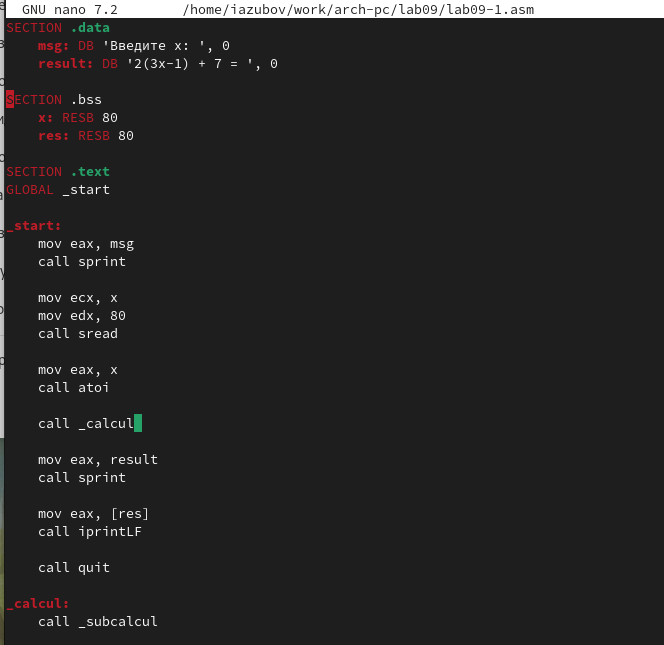 GNU nano 7.2 /home/iazubov/work/arch-pc/lab09/lab09-1.asm
SECTION .data
msg: DB 'Введите x: ', 0
result: DB '2(3x-1) + 7 = ', 0
SECTION .bss
x: RESB 80
res: RESB 80
SECTION .text
GLOBAL _start
_start:
mov eax, msg
call sprint
mov ecx, x
mov edx, 80
call sread
mov eax, x
call atoi
call _calcul
mov eax, result
call sprint
mov eax, [res]
call iprintLF
call quit
_calcul:
call _subcalcul